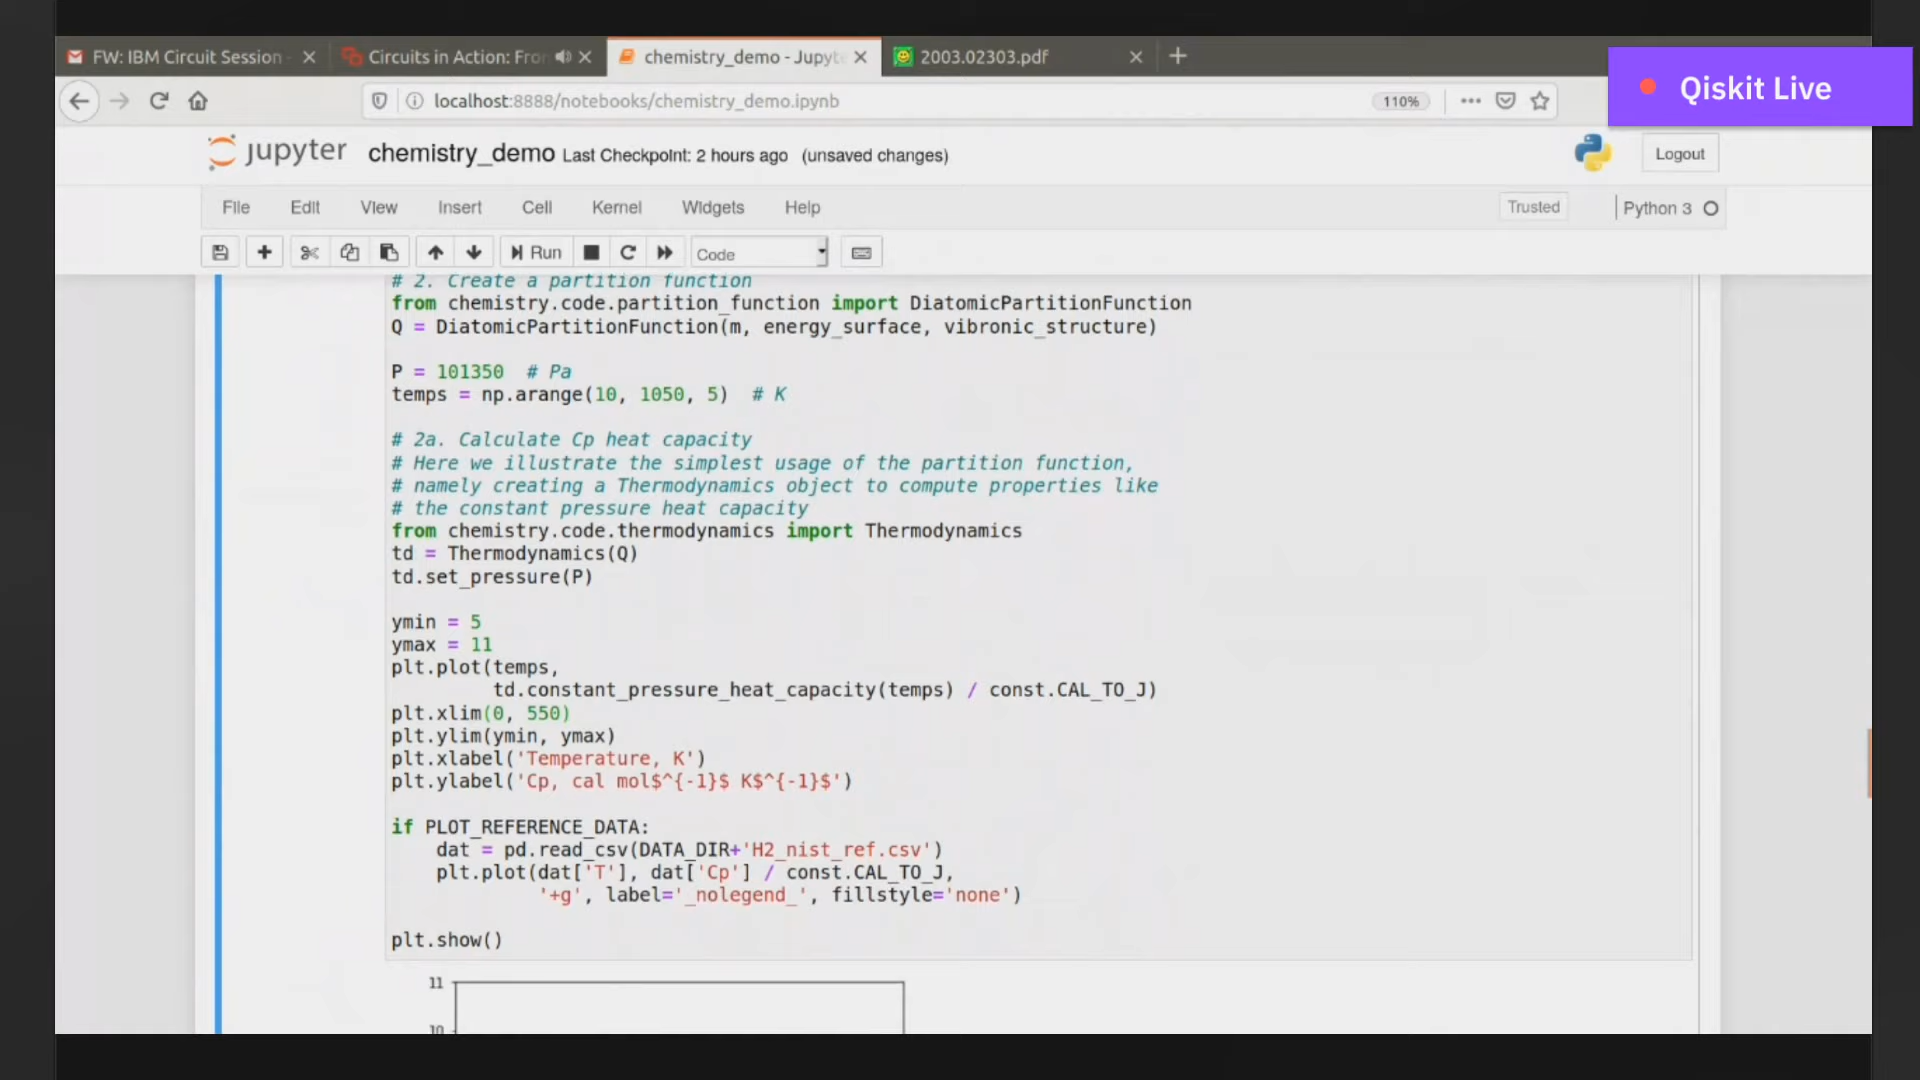 FW: IBM Circuit Session -
Circuits in Action: Fro
chemistry_demo - Jupyte
2003.02303.pdf
Qiskit Live
localhost:8888/notebooks/chemistry_demo.ipynb
110%
jupyter chemistry_demo Last Checkpoint: 2 hours ago (unsaved changes)
Logout
File Edit View Insert Cell Kernel Widgets Help
Trusted
Python 3
Run
Code
# 2. Create a partition function
from chemistry.code.partition_function import DiatomicPartitionFunction
Q = DiatomicPartitionFunction(m, energy_surface, vibronic_structure)
P = 101350 # Pa
temps = np.arange(10, 1050, 5) # K
# 2a. Calculate Cp heat capacity
# Here we illustrate the simplest usage of the partition function,
# namely creating a Thermodynamics object to compute properties like
# the constant pressure heat capacity
from chemistry.code.thermodynamics import Thermodynamics
td = Thermodynamics(Q)
td.set_pressure(P)
ymin = 5
ymax = 11
plt.plot(temps,
td.constant_pressure_heat_capacity(temps) / const.CAL_TO_J)
plt.xlim(0, 550)
plt.ylim(ymin, ymax)
plt.xlabel('Temperature, K')
plt.ylabel('Cp, cal mol$^{-1}$ K$^{-1}$')
if PLOT_REFERENCE_DATA:
dat = pd.read_csv(DATA_DIR+'H2_nist_ref.csv')
plt.plot(dat['T'], dat['Cp'] / const.CAL_TO_J,
'+g', label='_nolegend_', fillstyle='none')
plt.show()
11
10